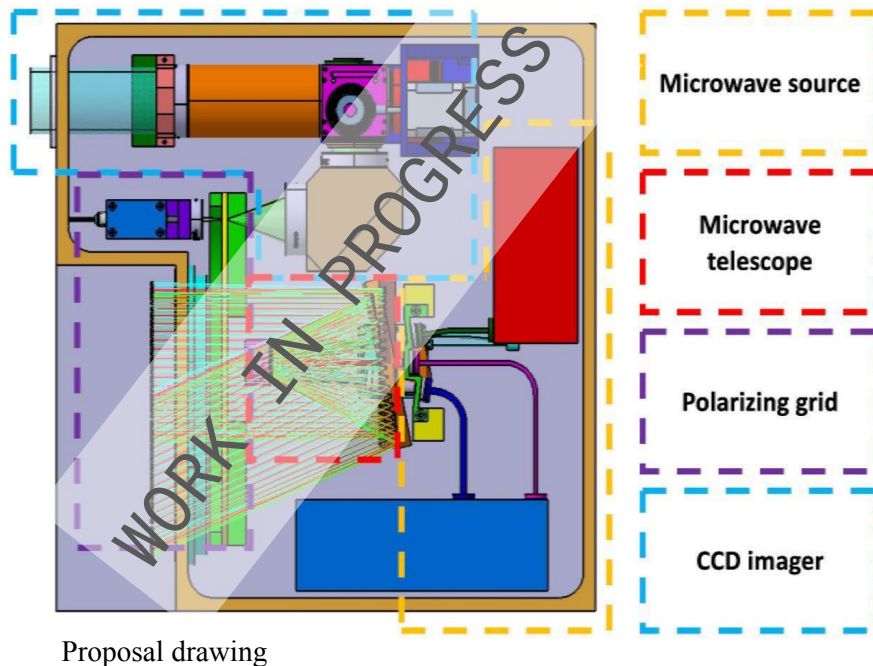 WORK IN PROGRESS
Microwave source
Microwave
telescope
Polarizing grid
CCD imager
Proposal drawing